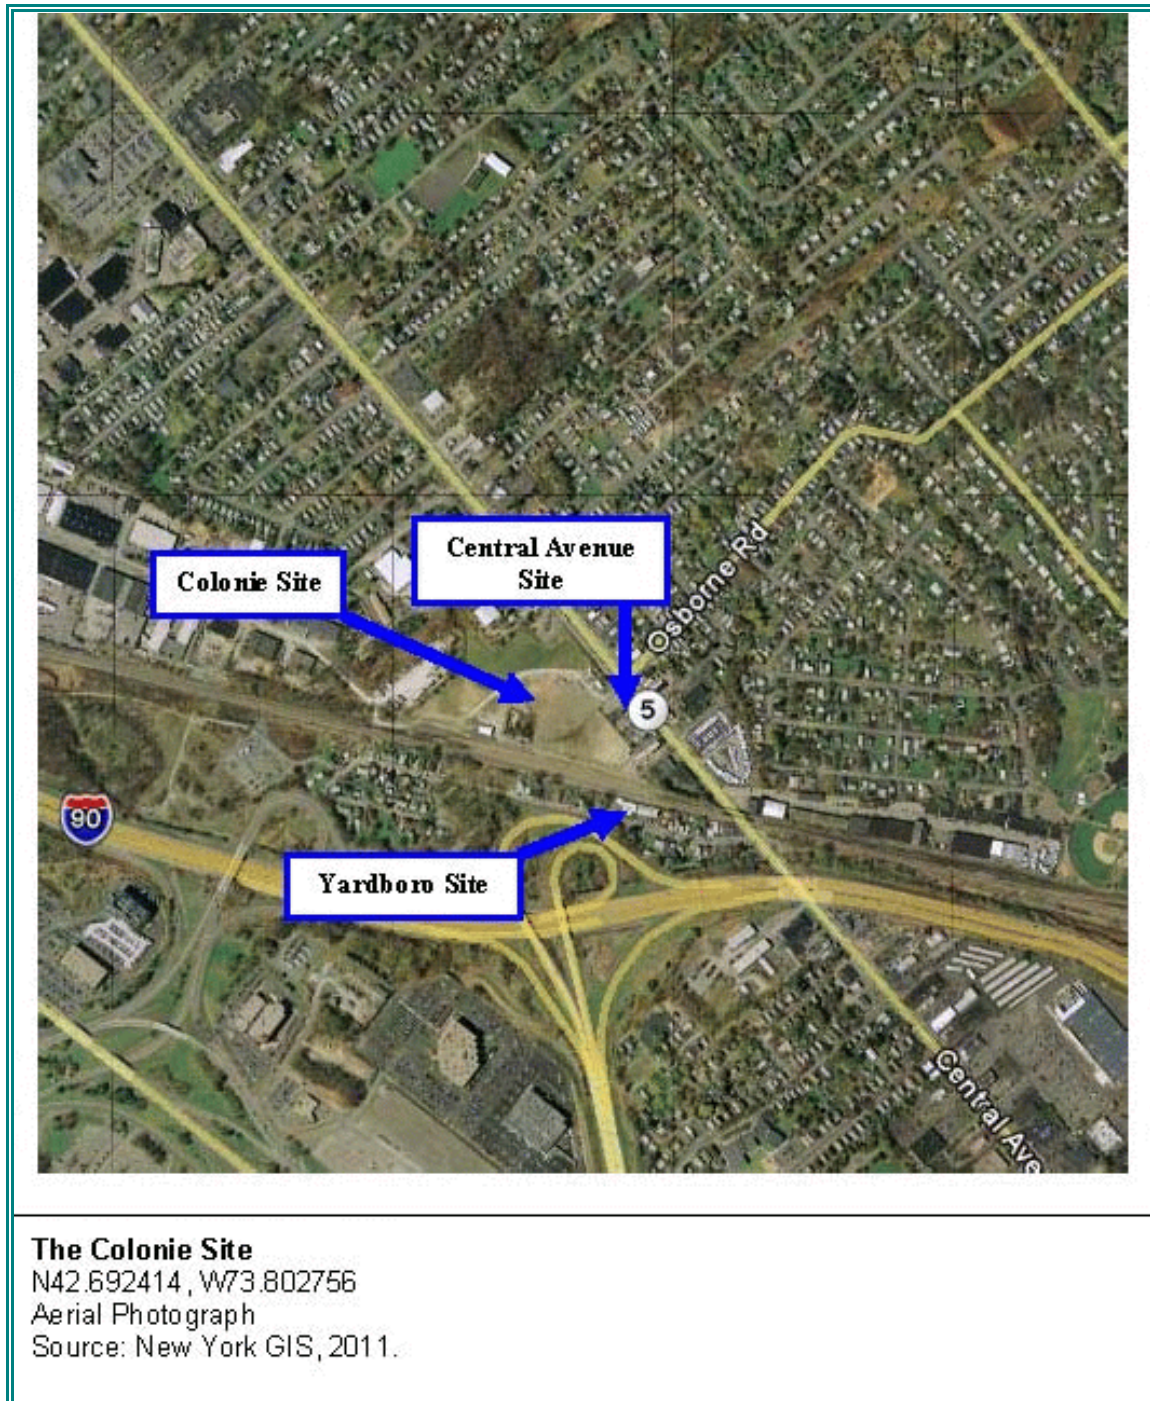 Central Avenue
Site
Colonie Site
Osborne Rd
5
90
Yardboro Site
Central Ave
The Colonie Site
N42.692414, W73.802756
Aerial Photograph
Source: New York GIS, 2011.